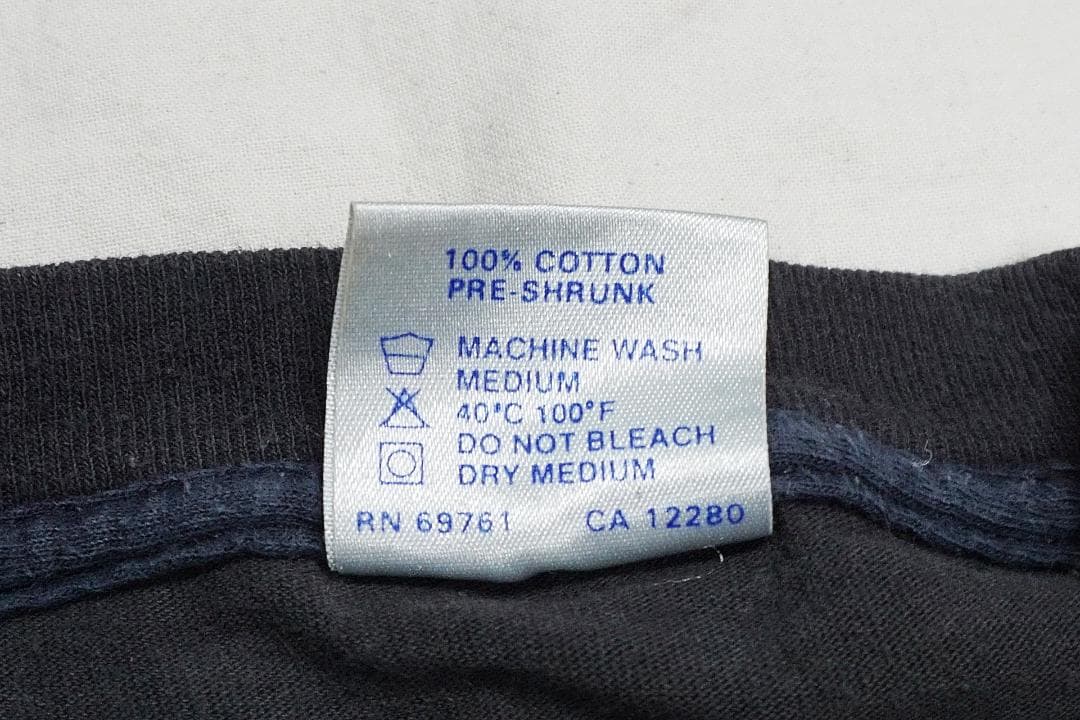 100% COTTON
PRE-SHRUNK
MACHINE WASH
MEDIUM
40°C 100°F
DO NOT BLEACH
DRY MEDIUM
RN 69761 CA 12280